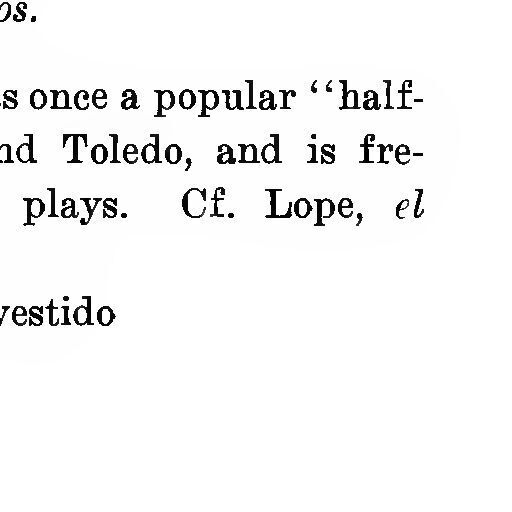 os.
s once a popular “half-
nd Toledo, and is fre-
plays. Cf. Lope, el
vestido